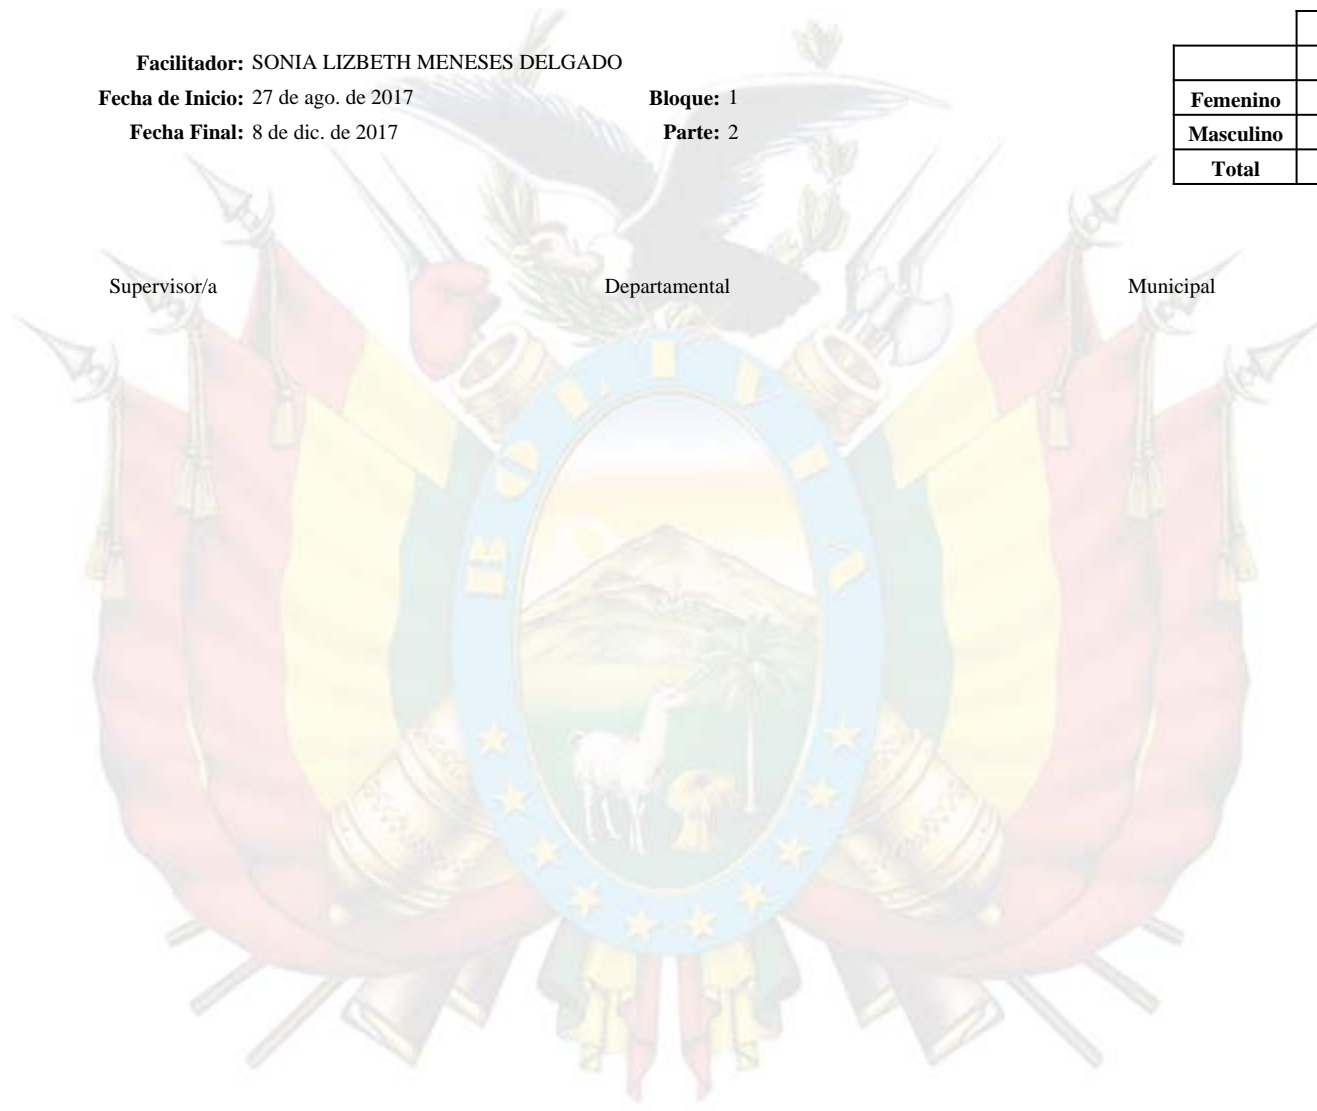 Facilitador: SONIA LIZBETH MENESES DELGADO
Fecha de Inicio: 27 de ago. de 2017 Bloque: 1
Femenino
Fecha Final: 8 de dic. de 2017 Parte: 2
Masculino
Total
Supervisor/a Departamental Municipal
BOLIVIA